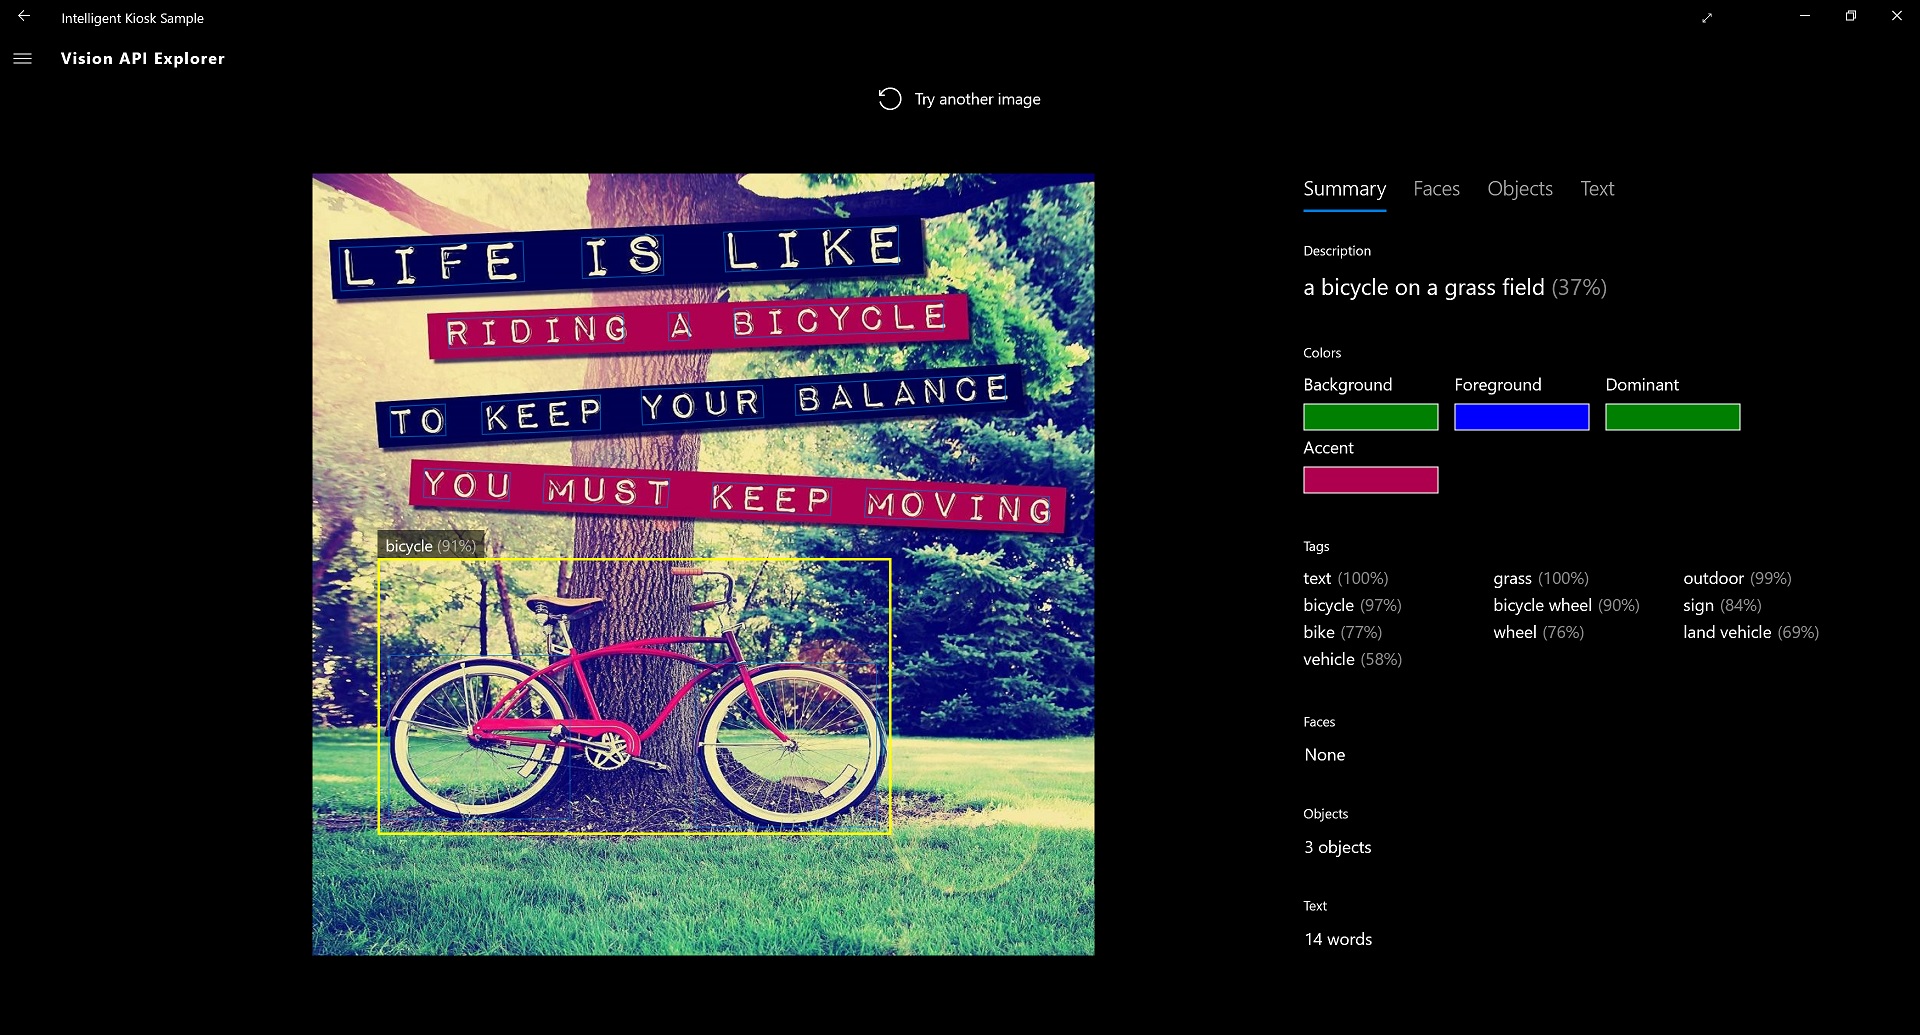 Intelligent Kiosk Sample
Vision API Explorer
Try another image
LIFE IS LIKE
RIDING A BICYCLE
TO KEEP YOUR BALANCE
YOU MUST KEEP MOVING
bicycle (91%)
Summary Faces Objects Text
Description
a bicycle on a grass field (37%)
Colors
Background Foreground Dominant
Accent
Tags
text (100%) grass (100%) outdoor (99%)
bicycle (97%) bicycle wheel (90%) sign (84%)
bike (77%) wheel (76%) land vehicle (69%)
vehicle (58%)
Faces
None
Objects
3 objects
Text
14 words